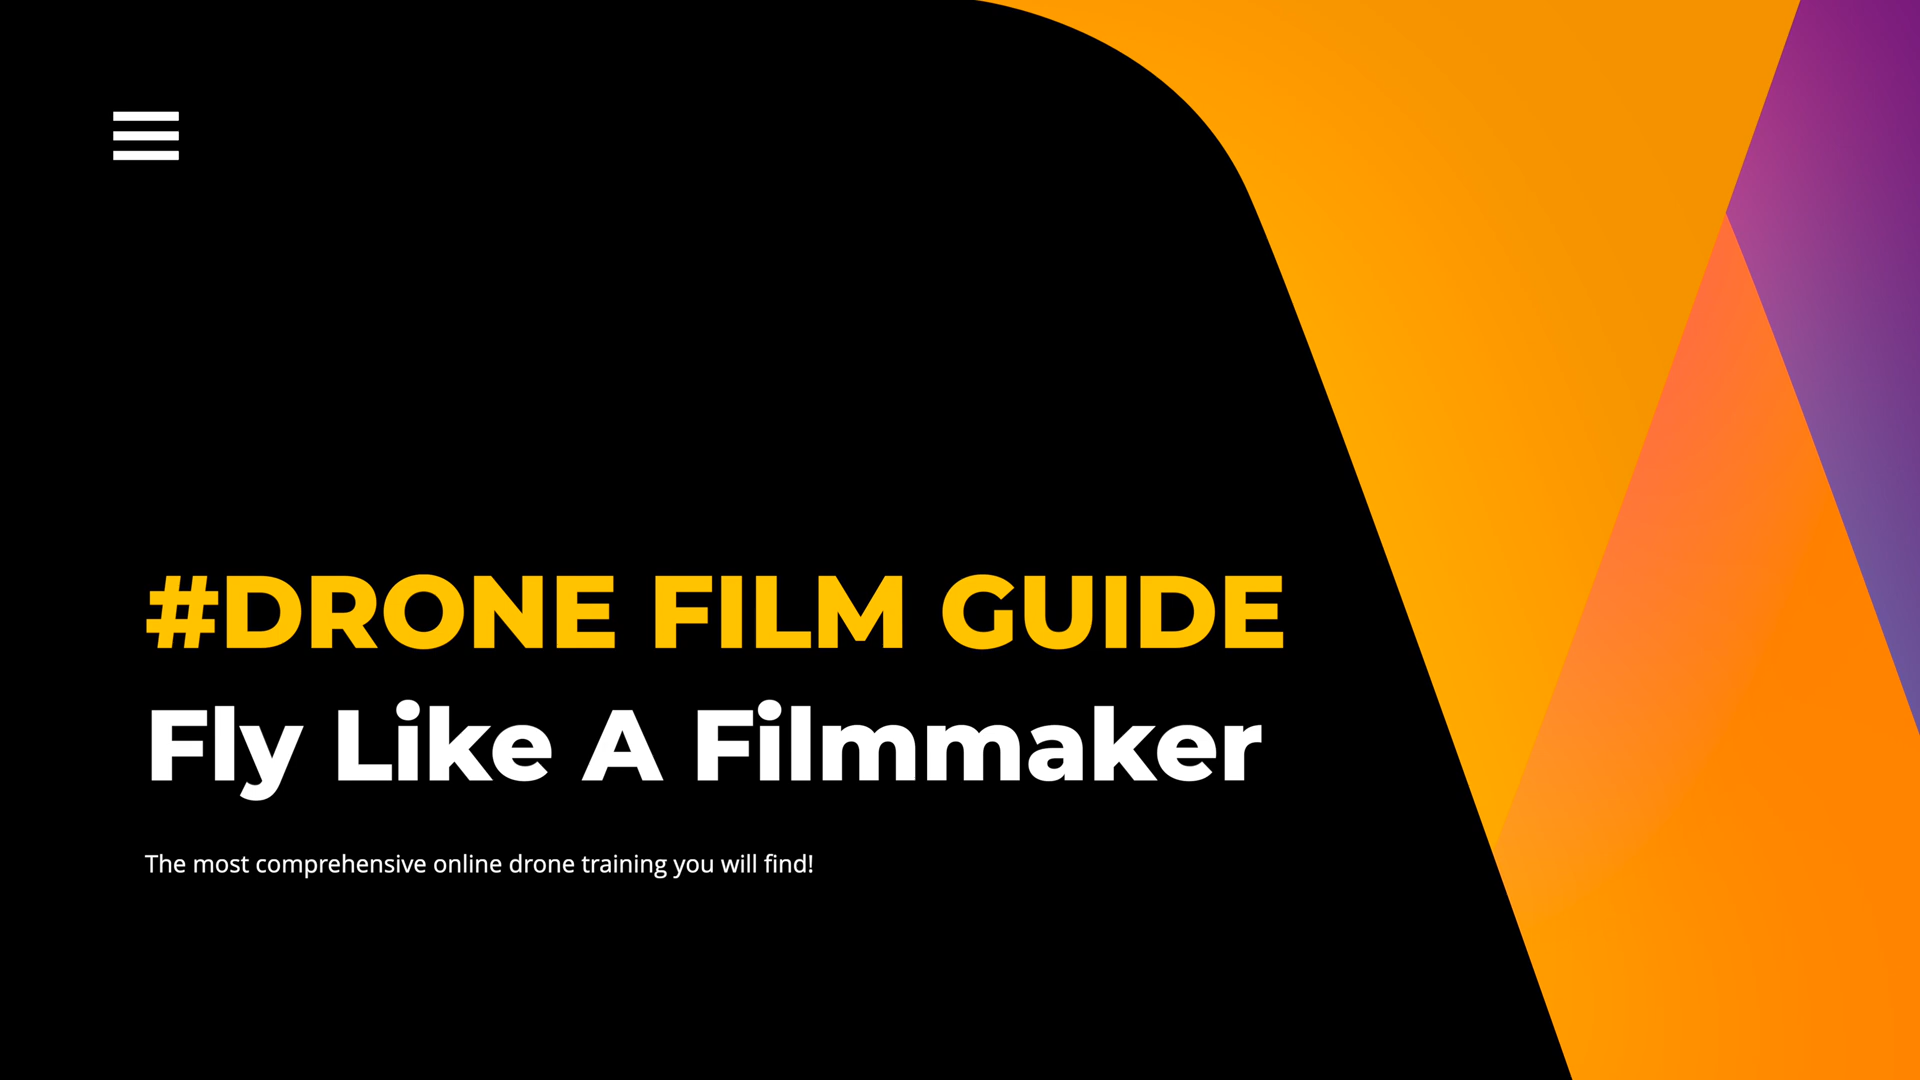 #DRONE FILM GUIDE
Fly Like A Filmmaker
The most comprehensive online drone training you will find!